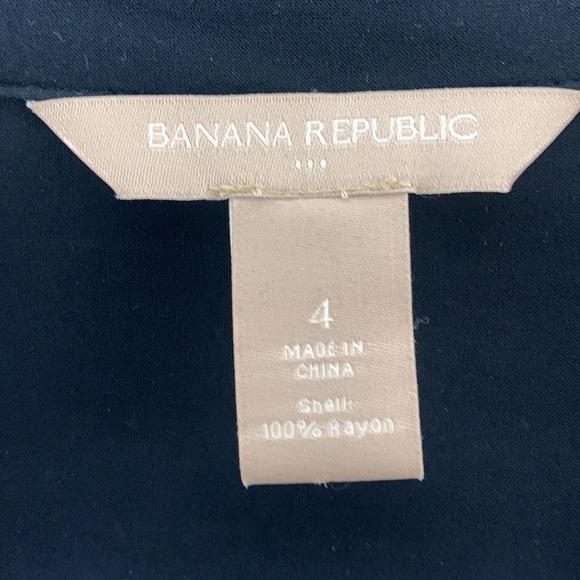 BANANA REPUBLIC
4
MADE IN
CHINA
Shell:
100% Rayon